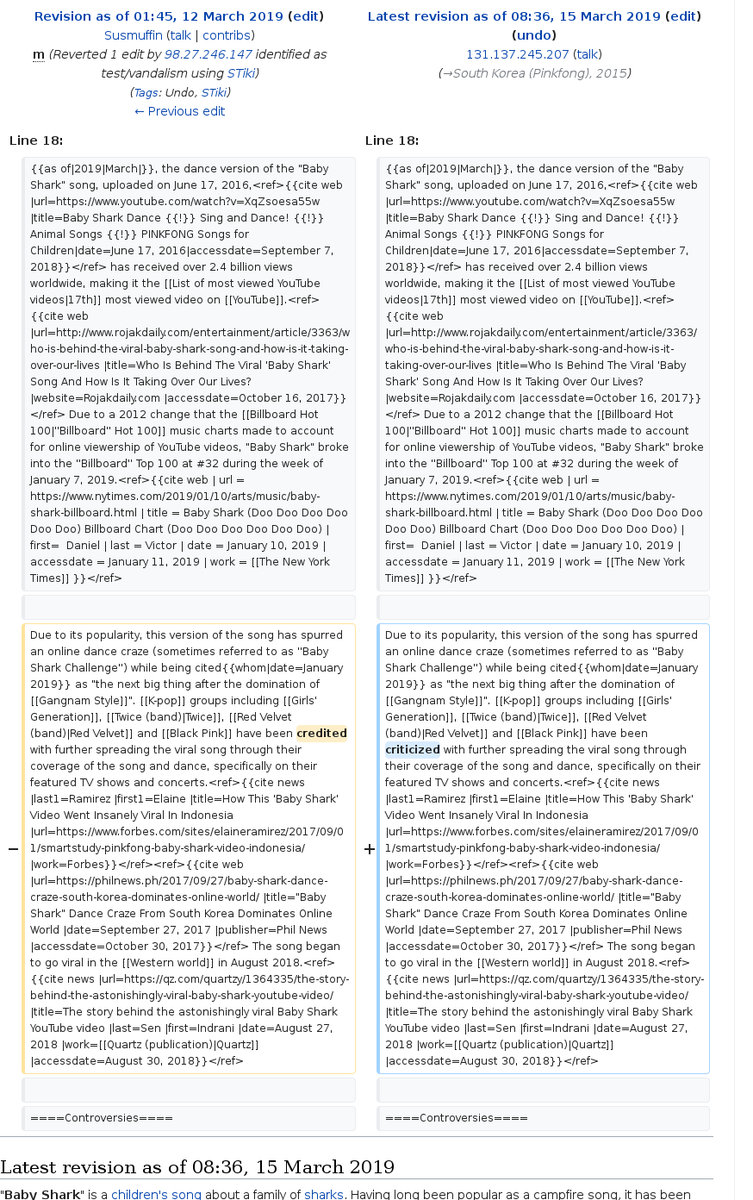 Revision as of 01:45, 12 March 2019 (edit)
Susmuffin (talk | contribs)
m (Reverted 1 edit by 98.27.246.147 identified as
test/vandalism using STiki)
(Tags: Undo, STiki)
← Previous edit
Latest revision as of 08:36, 15 March 2019 (edit)
(undo)
131.137.245.207 (talk)
(→South Korea (Pinkfong), 2015)
Line 18:
{{as of|2019|March|}}, the dance version of the "Baby
Shark" song, uploaded on June 17, 2016,<ref>{{cite web
|url=https://www.youtube.com/watch?v=XqZsoesa55w
|title=Baby Shark Dance {{!}} Sing and Dance! {{!}}
Animal Songs {{!}} PINKFONG Songs for
Children|date=June 17, 2016|accessdate=September 7,
2018}}</ref> has received over 2.4 billion views
worldwide, making it the [[List of most viewed YouTube
videos|17th]] most viewed video on [[YouTube]].<ref>
{{cite web
|url=http://www.rojakdaily.com/entertainment/article/3363/w
ho-is-behind-the-viral-baby-shark-song-and-how-is-it-taking-
over-our-lives |title=Who Is Behind The Viral 'Baby Shark'
Song And How Is It Taking Over Our Lives?
|website=Rojakdaily.com |accessdate=October 16, 2017}}
</ref> Due to a 2012 change that the [[Billboard Hot
100|''Billboard'' Hot 100]] music charts made to account
for online viewership of YouTube videos, "Baby Shark" broke
into the ''Billboard'' Top 100 at #32 during the week of
January 7, 2019.<ref>{{cite web | url =
https://www.nytimes.com/2019/01/10/arts/music/baby-
shark-billboard.html | title = Baby Shark (Doo Doo Doo Doo
Doo Doo) Billboard Chart (Doo Doo Doo Doo Doo Doo) |
first=  Daniel | last = Victor | date = January 10, 2019 |
accessdate = January 11, 2019 | work = [[The New York
Times]] }}</ref>
− Due to its popularity, this version of the song has spurred
an online dance craze (sometimes referred to as "Baby
Shark Challenge") while being cited{{whom|date=January
2019}} as "the next big thing after the domination of
[[Gangnam Style]]". [[K-pop]] groups including [[Girls'
Generation]], [[Twice (band)|Twice]], [[Red Velvet
(band)|Red Velvet]] and [[Black Pink]] have been credited
with further spreading the viral song through their
coverage of the song and dance, specifically on their
featured TV shows and concerts.<ref>{{cite news
|last1=Ramirez |first1=Elaine |title=How This 'Baby Shark'
Video Went Insanely Viral In Indonesia
|url=https://www.forbes.com/sites/elaineramirez/2017/09/0
1/smartstudy-pinkfong-baby-shark-video-indonesia/
|work=Forbes}}</ref><ref>{{cite web
|url=https://philnews.ph/2017/09/27/baby-shark-dance-
craze-south-korea-dominates-online-world/ |title="Baby
Shark" Dance Craze From South Korea Dominates Online
World |date=September 27, 2017 |publisher=Phil News
|accessdate=October 30, 2017}}</ref> The song began
to go viral in the [[Western world]] in August 2018.<ref>
{{cite news |url=https://qz.com/quartzy/1364335/the-story-
behind-the-astonishingly-viral-baby-shark-youtube-video/
|title=The story behind the astonishingly viral Baby Shark
YouTube video |last=Sen |first=Indrani |date=August 27,
2018 |work=[[Quartz (publication)|Quartz]]
|accessdate=August 30, 2018}}</ref>
====Controversies====
Line 18:
{{as of|2019|March|}}, the dance version of the "Baby
Shark" song, uploaded on June 17, 2016,<ref>{{cite web
|url=https://www.youtube.com/watch?v=XqZsoesa55w
|title=Baby Shark Dance {{!}} Sing and Dance! {{!}}
Animal Songs {{!}} PINKFONG Songs for
Children|date=June 17, 2016|accessdate=September 7,
2018}}</ref> has received over 2.4 billion views
worldwide, making it the [[List of most viewed YouTube
videos|17th]] most viewed video on [[YouTube]].<ref>
{{cite web
|url=http://www.rojakdaily.com/entertainment/article/3363/
who-is-behind-the-viral-baby-shark-song-and-how-is-it-
taking-over-our-lives |title=Who Is Behind The Viral 'Baby
Shark' Song And How Is It Taking Over Our Lives?
|website=Rojakdaily.com |accessdate=October 16, 2017}}
</ref> Due to a 2012 change that the [[Billboard Hot
100|''Billboard'' Hot 100]] music charts made to account
for online viewership of YouTube videos, "Baby Shark" broke
into the ''Billboard'' Top 100 at #32 during the week of
January 7, 2019.<ref>{{cite web | url =
https://www.nytimes.com/2019/01/10/arts/music/baby-
shark-billboard.html | title = Baby Shark (Doo Doo Doo Doo
Doo Doo) Billboard Chart (Doo Doo Doo Doo Doo Doo) |
first=  Daniel | last = Victor | date = January 10, 2019 |
accessdate = January 11, 2019 | work = [[The New York
Times]] }}</ref>
+ Due to its popularity, this version of the song has spurred
an online dance craze (sometimes referred to as "Baby
Shark Challenge") while being cited{{whom|date=January
2019}} as "the next big thing after the domination of
[[Gangnam Style]]". [[K-pop]] groups including [[Girls'
Generation]], [[Twice (band)|Twice]], [[Red Velvet
(band)|Red Velvet]] and [[Black Pink]] have been
criticized with further spreading the viral song through
their coverage of the song and dance, specifically on their
featured TV shows and concerts.<ref>{{cite news
|last1=Ramirez |first1=Elaine |title=How This 'Baby Shark'
Video Went Insanely Viral In Indonesia
|url=https://www.forbes.com/sites/elaineramirez/2017/09/0
1/smartstudy-pinkfong-baby-shark-video-indonesia/
|work=Forbes}}</ref><ref>{{cite web
|url=https://philnews.ph/2017/09/27/baby-shark-dance-
craze-south-korea-dominates-online-world/ |title="Baby
Shark" Dance Craze From South Korea Dominates Online
World |date=September 27, 2017 |publisher=Phil News
|accessdate=October 30, 2017}}</ref> The song began
to go viral in the [[Western world]] in August 2018.<ref>
{{cite news |url=https://qz.com/quartzy/1364335/the-story-
behind-the-astonishingly-viral-baby-shark-youtube-video/
|title=The story behind the astonishingly viral Baby Shark
YouTube video |last=Sen |first=Indrani |date=August 27,
2018 |work=[[Quartz (publication)|Quartz]]
|accessdate=August 30, 2018}}</ref>
====Controversies====
Latest revision as of 08:36, 15 March 2019
"Baby Shark" is a children's song about a family of sharks. Having long been popular as a campfire song, it has been